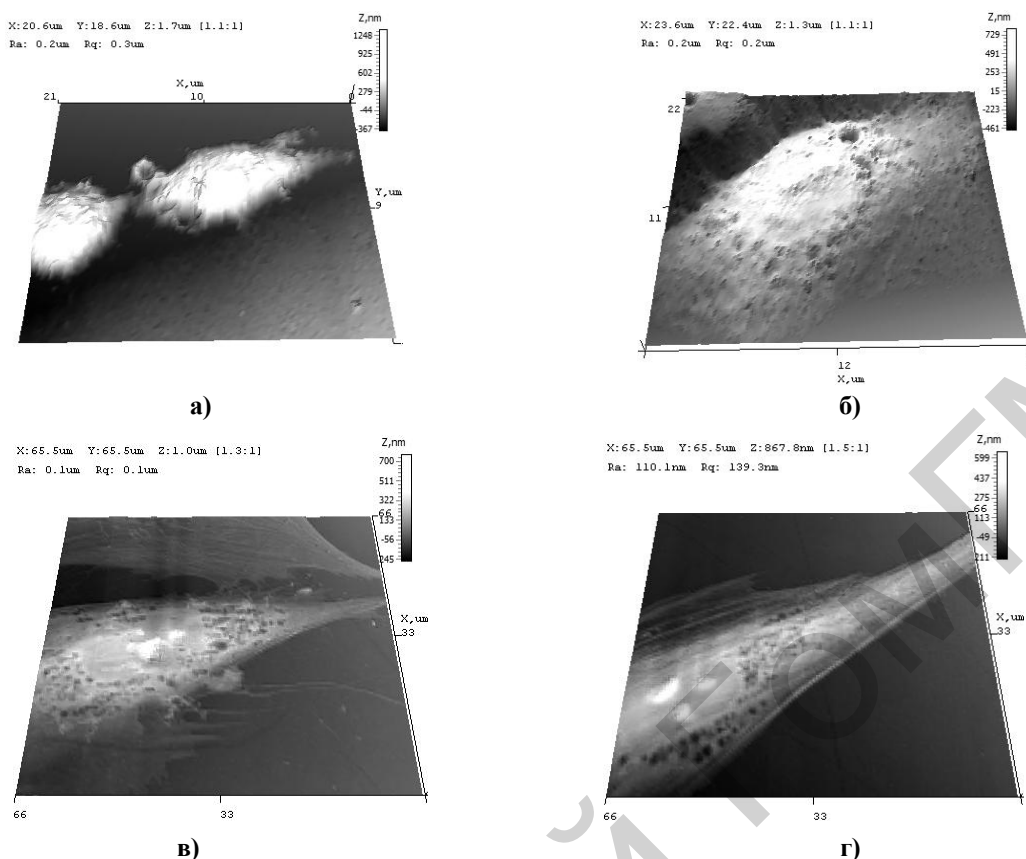 X:20.6um Y:18.6um Z:1.7um [1.1:1]
Ra: 0.2um Rq: 0.3um
Z,nm
1248
925
602
279
-44
-367
X,um
21
10
0
Y,um
9
а)
X:23.6um Y:22.4um Z:1.3um [1.1:1]
Ra: 0.2um Rq: 0.2um
Z,nm
729
491
253
15
-223
-461
22
11
12
X,um
б)
X:65.5um Y:65.5um Z:1.0um [1.3:1]
Ra: 0.1um Rq: 0.1um
Z,nm
700
511
322
133
-56
245
66
X,um
33
66
33
в)
X:65.5um Y:65.5um Z:867.8nm [1.5:1]
Ra: 110.1nm Rq: 139.3nm
Z,nm
599
437
275
113
-49
211
66
X,um
33
66
33
г)